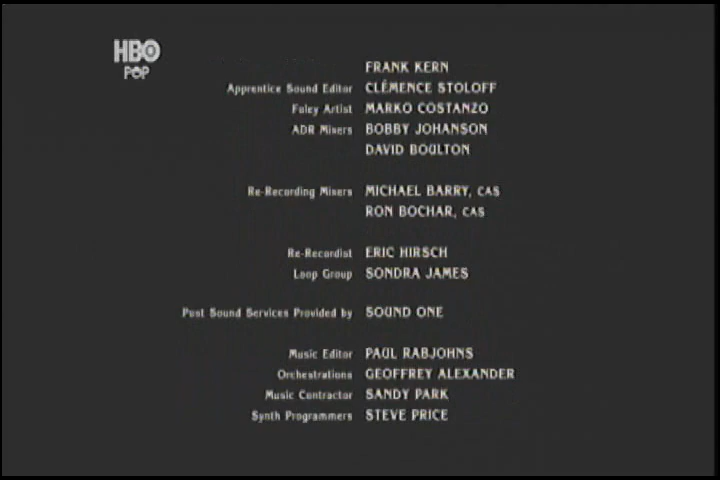 HBO
POP
FRANK KERN
Apprentice Sound Editor CLÉMENCE STOLOFF
Foley Artist MARKO COSTANZO
ADR Mixers BOBBY JOHANSON
DAVID BOULTON
Re-Recording Mixers MICHAEL BARRY, CAS
RON BOCHAR, CAS
Re-Recordist ERIC HIRSCH
Loop Group SONDRA JAMES
Post Sound Services Provided by SOUND ONE
Music Editor PAUL RABJOHNS
Orchestrations GEOFFREY ALEXANDER
Music Contractor SANDY PARK
Synth Programmers STEVE PRICE